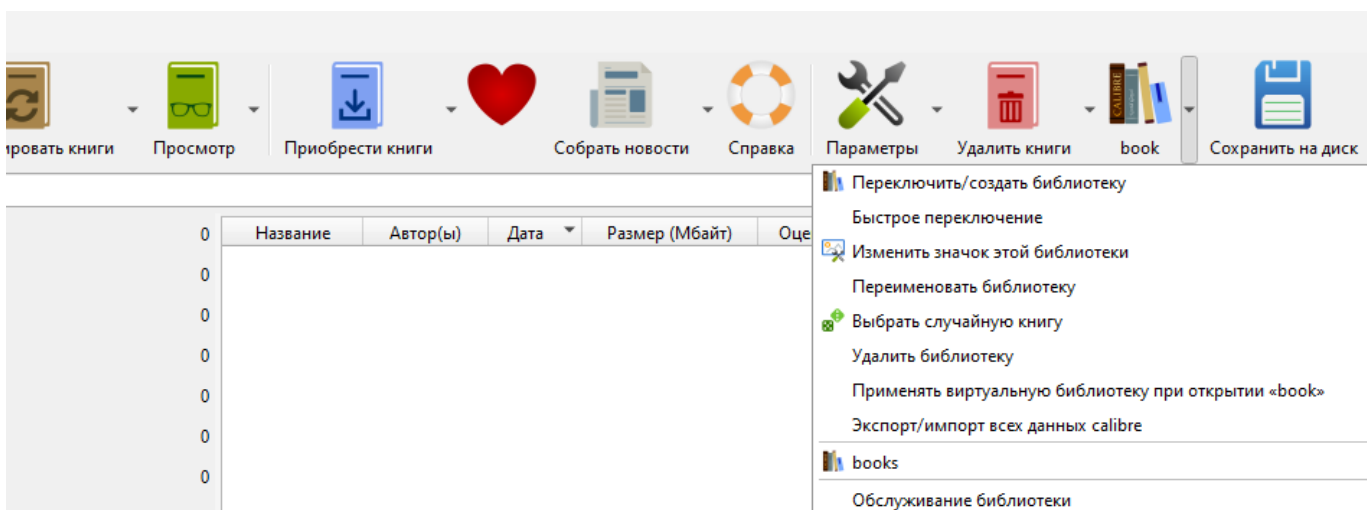 ировать книги
Просмотр
Приобрести книги
Собрать новости
Справка
Параметры
Удалить книги
CALIBRE
book
Сохранить на диск
0
Название
Автор(ы)
Дата
Размер (Мбайт)
Оце
0
0
0
0
0
0
Переключить/создать библиотеку
Быстрое переключение
Изменить значок этой библиотеки
Переименовать библиотеку
Выбрать случайную книгу
Удалить библиотеку
Применять виртуальную библиотеку при открытии «book»
Экспорт/импорт всех данных calibre
books
Обслуживание библиотеки